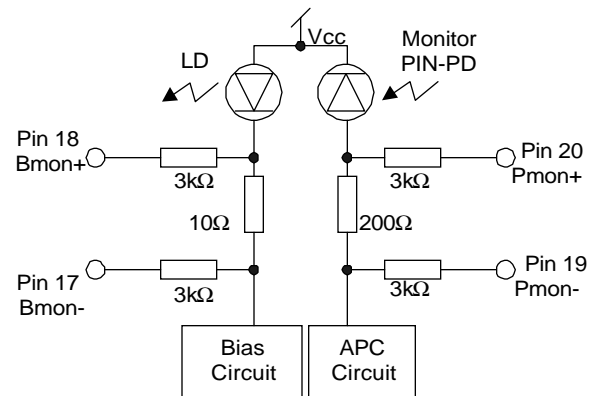 Vcc
LD
Monitor
PIN-PD
Pin 18
Bmon+
3kΩ
3kΩ
Pin 20
Pmon+
10Ω
200Ω
Pin 17
Bmon-
3kΩ
3kΩ
Pin 19
Pmon-
Bias
Circuit
APC
Circuit